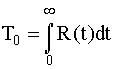 T₀ = ∫₀^∞ R(t)dt